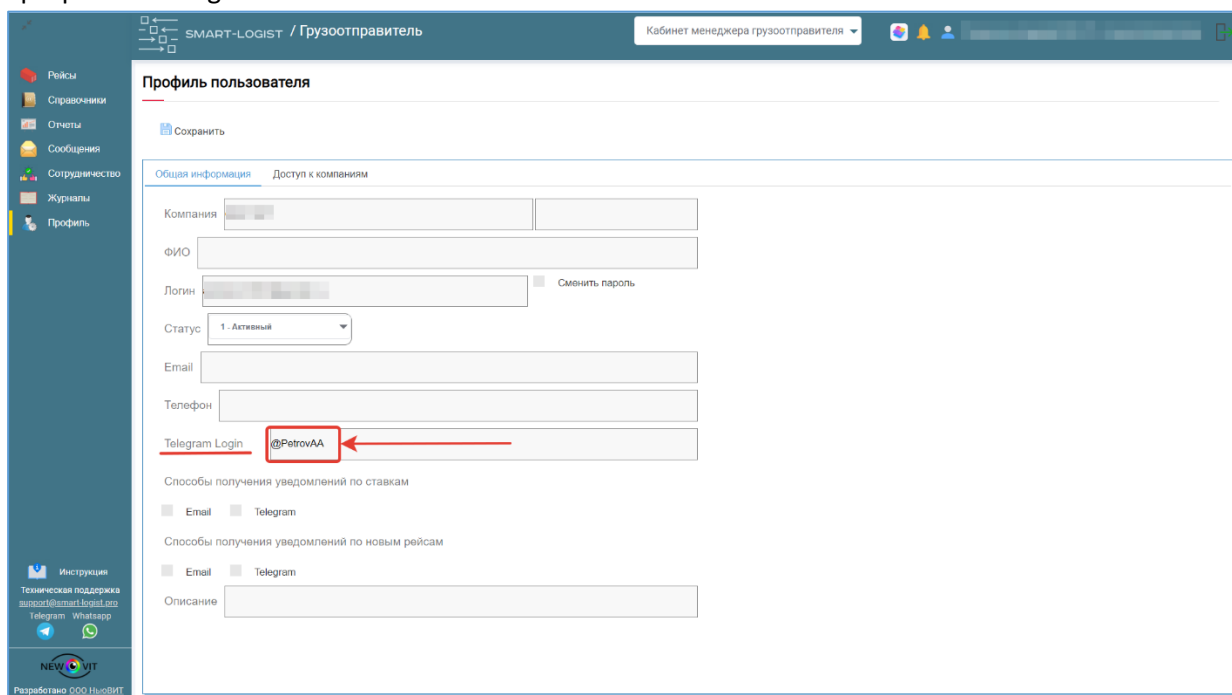 SMART-LOGIST / Грузоотправитель
Кабинет менеджера грузоотправителя
Рейсы
Справочники
Отчеты
Сообщения
Сотрудничество
Журналы
Профиль
Профиль пользователя
Сохранить
Общая информация Доступ к компаниям
Компания
ФИО
Логин Сменить пароль
Статус 1 - Активный
Email
Телефон
Telegram Login @PetrovAA
Способы получения уведомлений по ставкам
Email Telegram
Способы получения уведомлений по новым рейсам
Email Telegram
Описание
Инструкция
Техническая поддержка
support@smart-logist.pro
Telegram Whatsapp
NEW VIT
Разработано ООО НьюВИТ